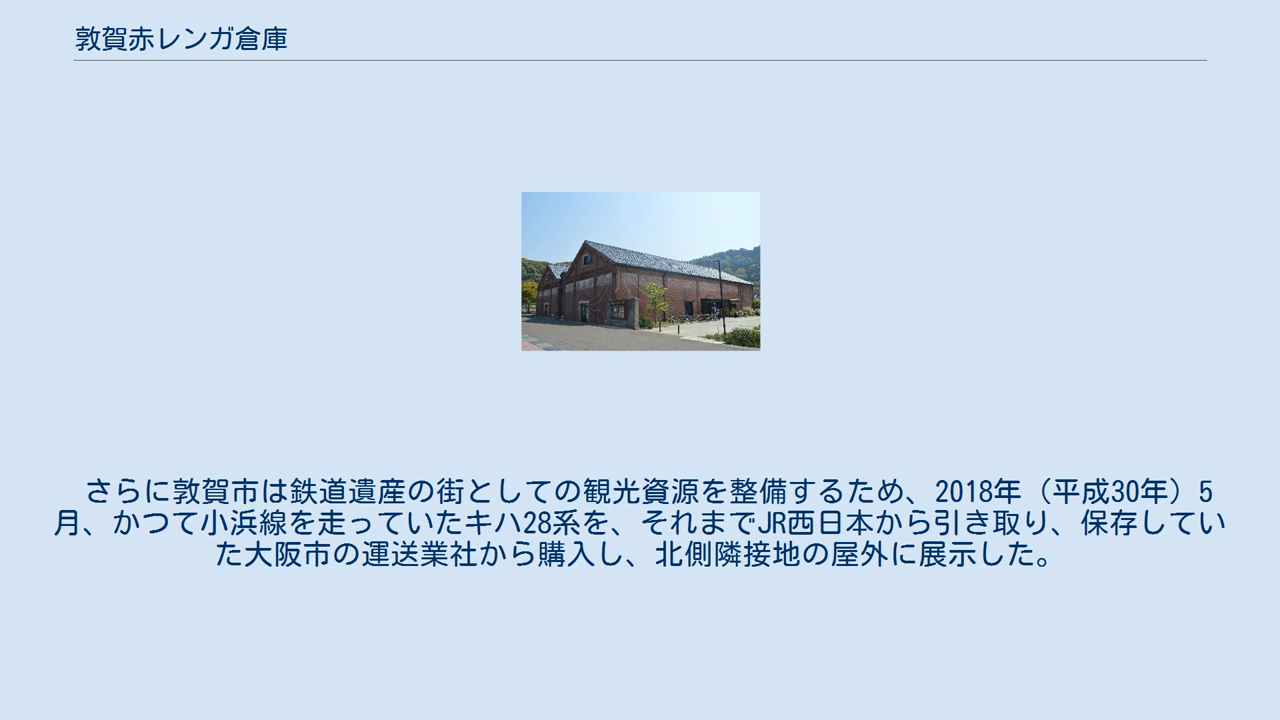 敦賀赤レンガ倉庫
さらに敦賀市は鉄道遺産の街としての観光資源を整備するため、2018年（平成30年）5
月、かつて小浜線を走っていたキハ28系を、それまでJR西日本から引き取り、保存してい
た大阪市の運送業社から購入し、北側隣接地の屋外に展示した。